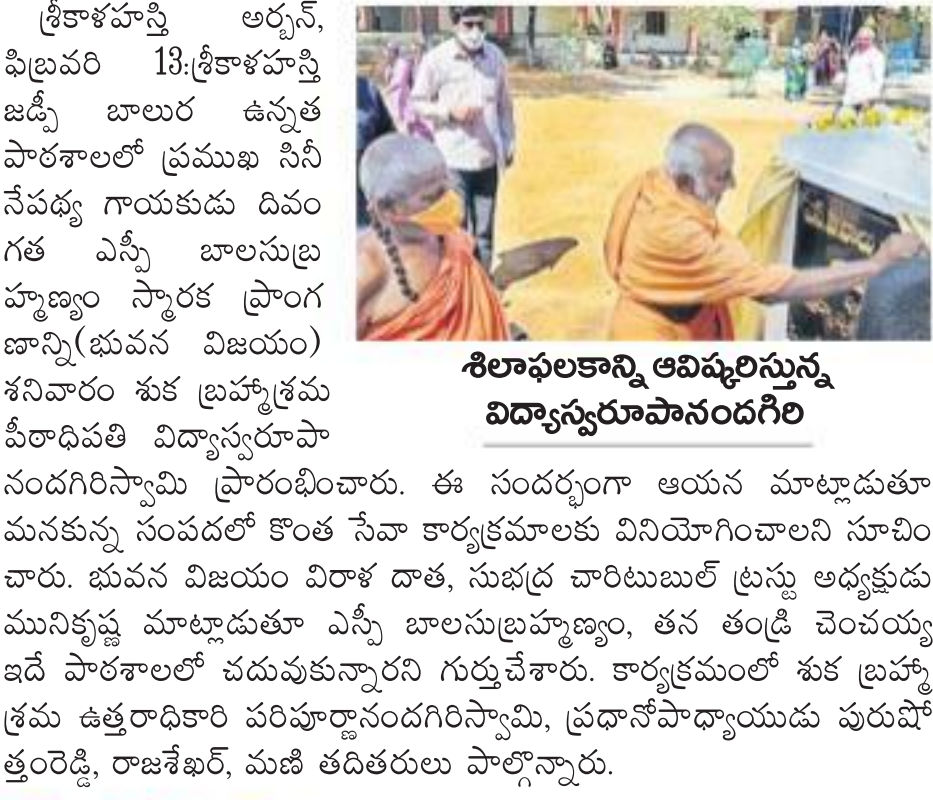 శ్రీకాళహస్తి అర్బన్,
ఫిబ్రవరి 13:శ్రీకాళహస్తి
జడ్పీ బాలుర ఉన్నత
పాఠశాలలో ప్రముఖ సినీ
నేపథ్య గాయకుడు దివం
గత ఎస్పీ బాలసుబ్ర
హ్మణ్యం స్మారక ప్రాంగ
ణాన్ని(భువన విజయం)
శనివారం శుక బ్రహ్మాశ్రమ
పీఠాధిపతి విద్యాస్వరూపా
నందగిరిస్వామి ప్రారంభించారు. ఈ సందర్భంగా ఆయన మాట్లాడుతూ
మనకున్న సంపదలో కొంత సేవా కార్యక్రమాలకు వినియోగించాలని సూచిం
చారు. భువన విజయం విరాళ దాత, సుభద్ర చారిటుబుల్ ట్రస్టు అధ్యక్షుడు
మునికృష్ణ మాట్లాడుతూ ఎస్పీ బాలసుబ్రహ్మణ్యం, తన తండ్రి చెంచయ్య
ఇదే పాఠశాలలో చదువుకున్నారని గుర్తుచేశారు. కార్యక్రమంలో శుక బ్రహ్మా
శ్రమ ఉత్తరాధికారి పరిపూర్ణానందగిరిస్వామి, ప్రధానోపాధ్యాయుడు పురుషో
త్తంరెడ్డి, రాజశేఖర్, మణి తదితరులు పాల్గొన్నారు.
శిలాఫలకాన్ని ఆవిష్కరిస్తున్న
విద్యాస్వరూపానందగిరి